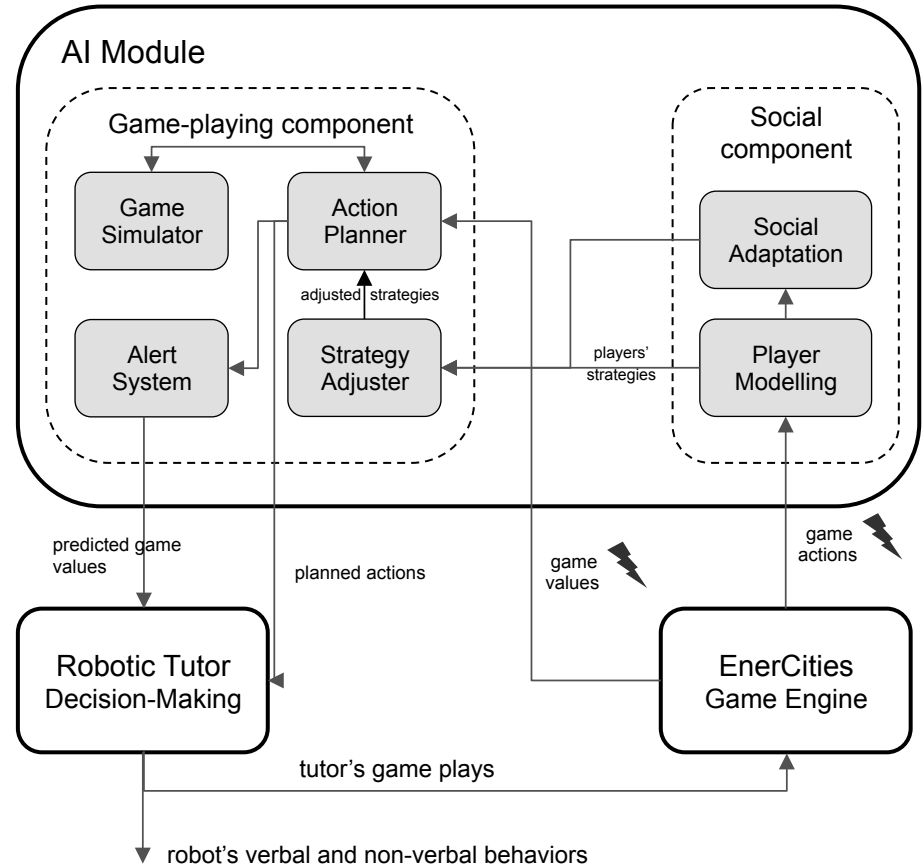 AI Module
Game-playing component
Social
component
Game
Simulator
Action
Planner
Social
Adaptation
adjusted strategies
Alert
System
Strategy
Adjuster
players'
strategies
Player
Modelling
predicted game
values
planned actions
game
values
game
actions
Robotic Tutor
Decision-Making
EnerCities
Game Engine
tutor's game plays
robot's verbal and non-verbal behaviors